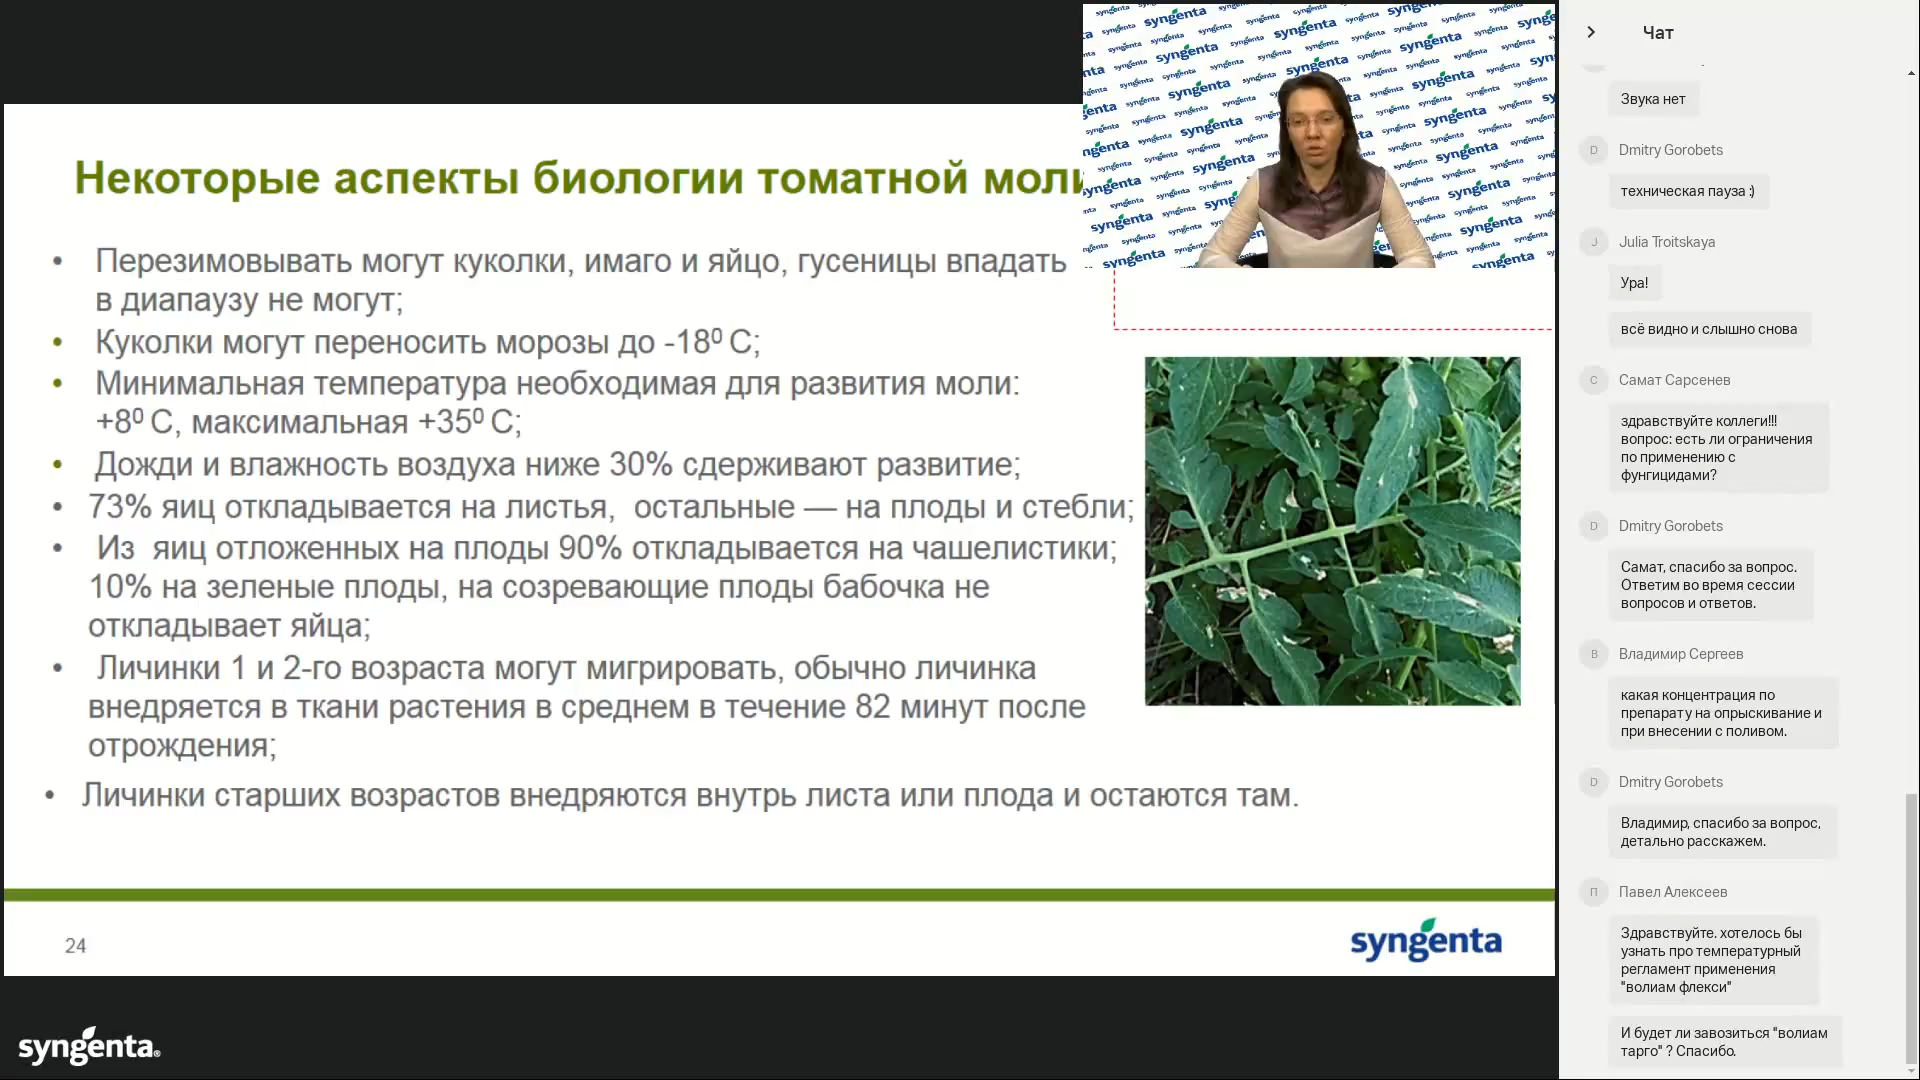 Некоторые аспекты биологии томатной моли
• Перезимовывать могут куколки, имаго и яйцо, гусеницы впадать
в диапаузу не могут;
• Куколки могут переносить морозы до -18⁰ С;
• Минимальная температура необходимая для развития моли:
+8⁰ С, максимальная +35⁰ С;
• Дожди и влажность воздуха ниже 30% сдерживают развитие;
• 73% яиц откладывается на листья, остальные — на плоды и стебли;
• Из яиц отложенных на плоды 90% откладывается на чашелистики;
10% на зеленые плоды, на созревающие плоды бабочка не
откладывает яйца;
• Личинки 1 и 2-го возраста могут мигрировать, обычно личинка
внедряется в ткани растения в среднем в течение 82 минут после
отрождения;
• Личинки старших возрастов внедряются внутрь листа или плода и остаются там.
24
syngenta
syngenta®
syngenta
Чат
Звука нет
D
Dmitry Gorobets
техническая пауза :)
J
Julia Troitskaya
Ура!
всё видно и слышно снова
С
Самат Сарсенев
здравствуйте коллеги!!!
вопрос: есть ли ограничения
по применению с
фунгицидами?
D
Dmitry Gorobets
Самат, спасибо за вопрос.
Ответим во время сессии
вопросов и ответов.
В
Владимир Сергеев
какая концентрация по
препарату на опрыскивание и
при внесении с поливом.
D
Dmitry Gorobets
Владимир, спасибо за вопрос,
детально расскажем.
П
Павел Алексеев
Здравствуйте. хотелось бы
узнать про температурный
регламент применения
"волиам флекси"
И будет ли завозиться "волиам
тарго" ? Спасибо.